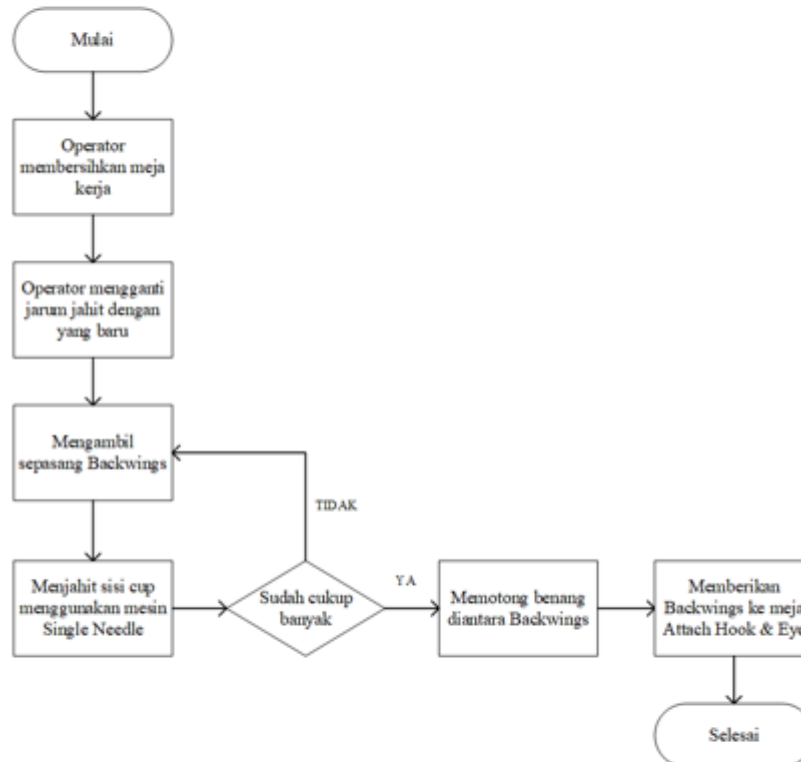 Mulai
Operator
membersihkan meja
kerja
Operator mengganti
jarum jahit dengan
yang baru
Mengambil
sepasang Backwings
TIDAK
Menjahit sisi cup
menggunakan mesin
Single Needle
Sudah cukup
banyak
YA
Memotong benang
diantara Backwings
Memberikan
Backwings ke meja
Attach Hook & Eye
Selesai